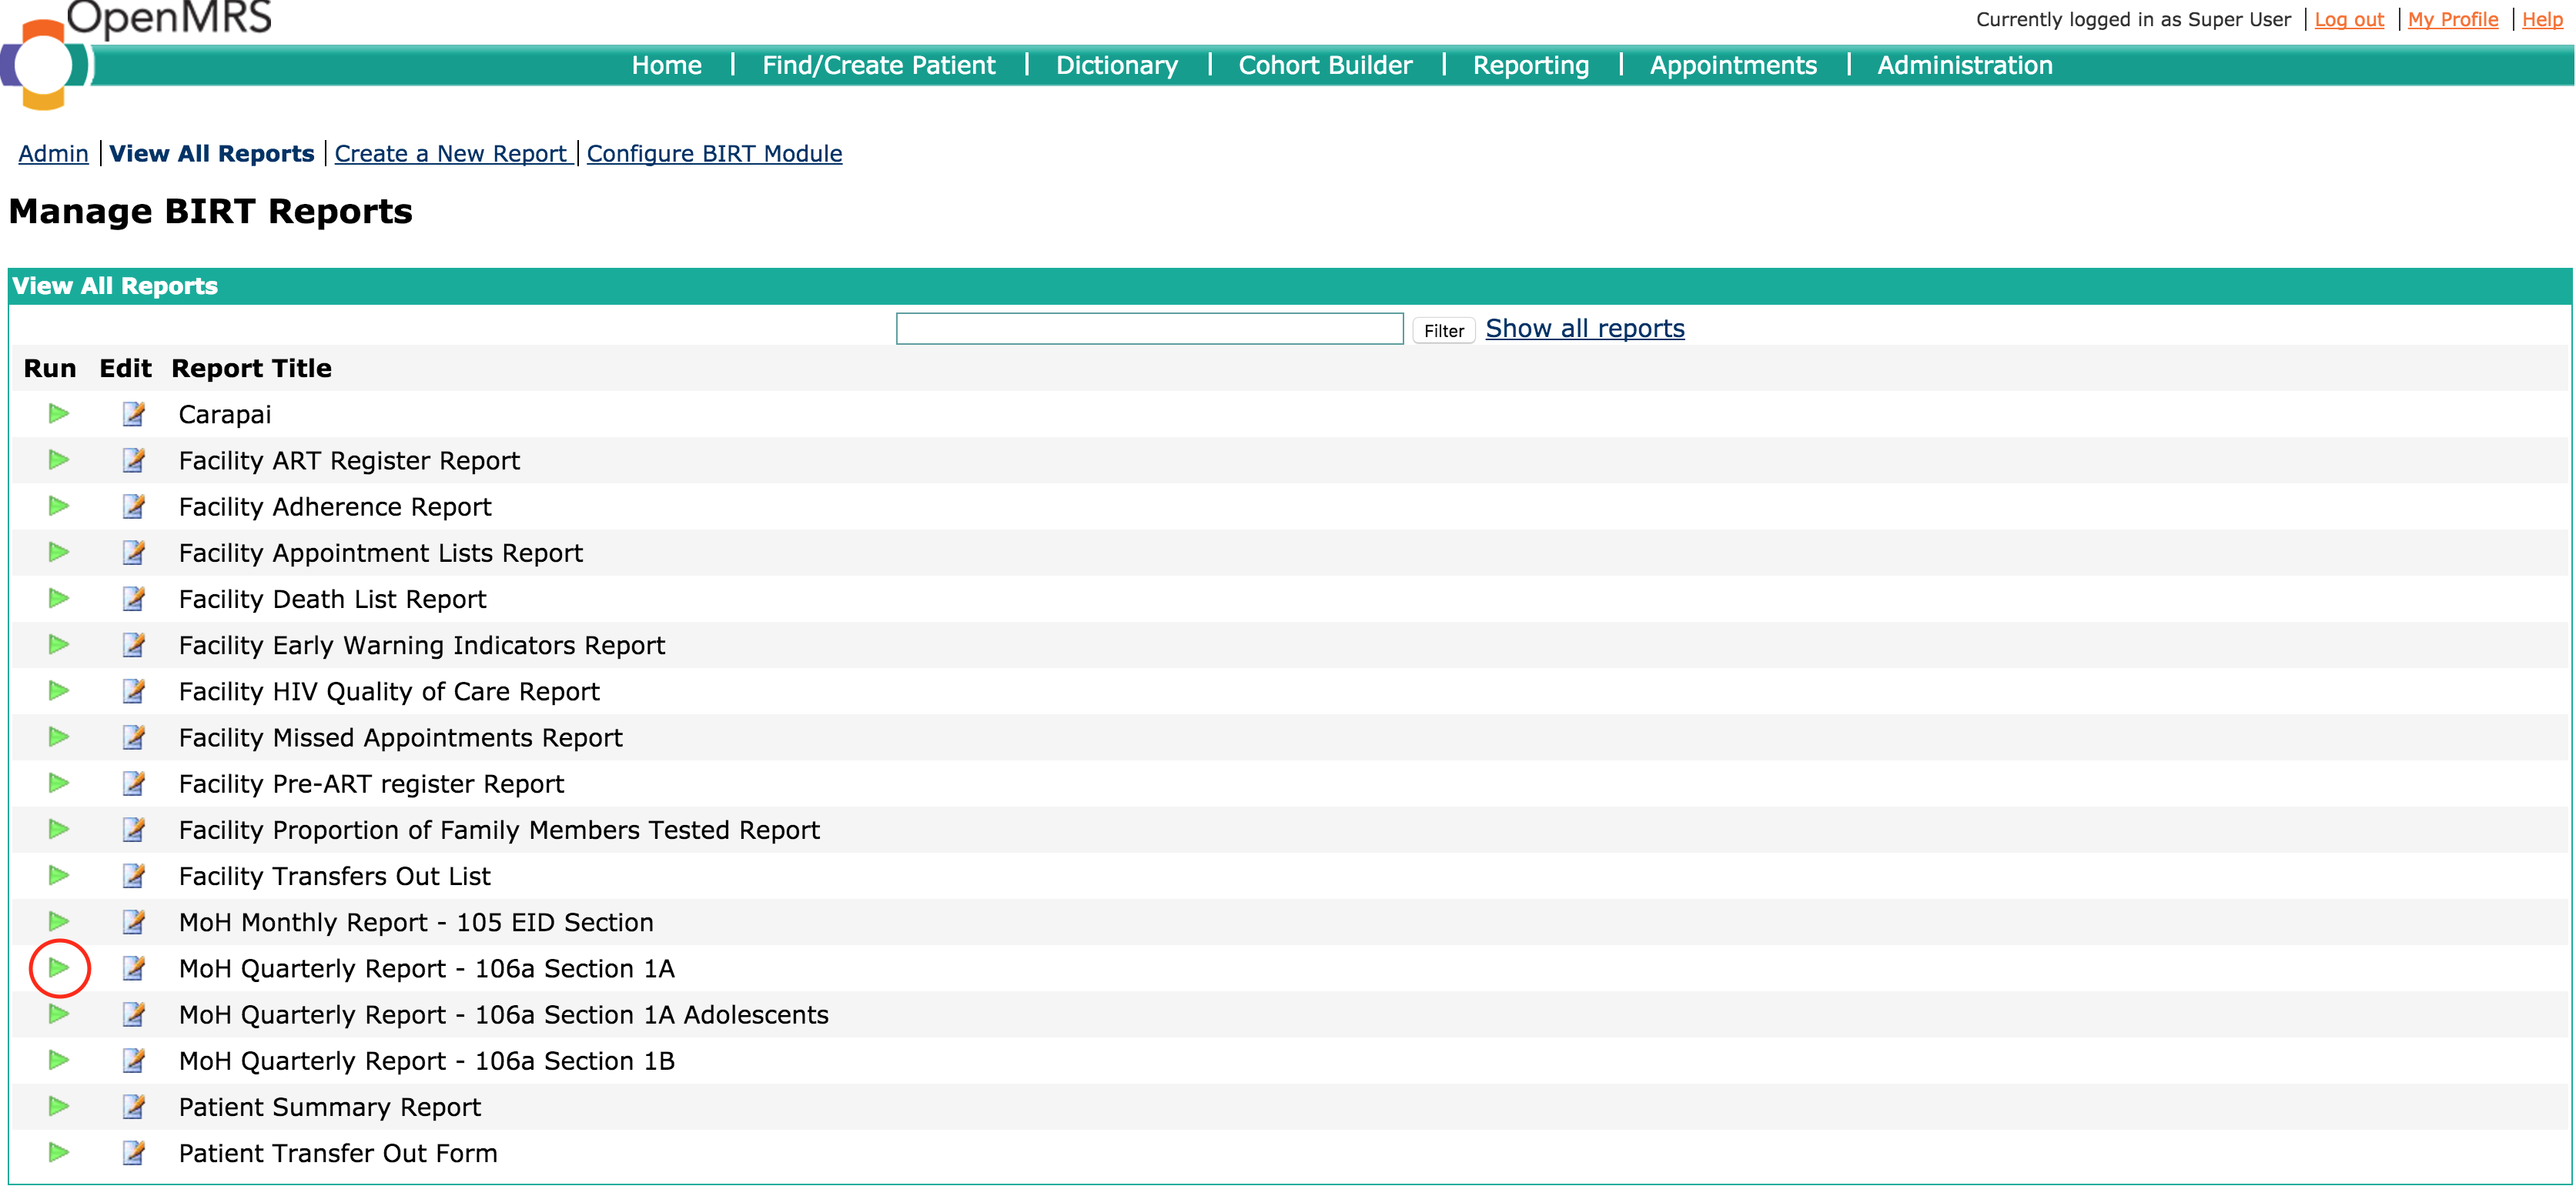 OpenMRS
Currently logged in as Super User | Log out | My Profile | Help
Home | Find/Create Patient | Dictionary | Cohort Builder | Reporting | Appointments | Administration
Admin | View All Reports | Create a New Report | Configure BIRT Module
Manage BIRT Reports
View All Reports
Filter Show all reports
Run Edit Report Title
Carapai
Facility ART Register Report
Facility Adherence Report
Facility Appointment Lists Report
Facility Death List Report
Facility Early Warning Indicators Report
Facility HIV Quality of Care Report
Facility Missed Appointments Report
Facility Pre-ART register Report
Facility Proportion of Family Members Tested Report
Facility Transfers Out List
MoH Monthly Report - 105 EID Section
MoH Quarterly Report - 106a Section 1A
MoH Quarterly Report - 106a Section 1A Adolescents
MoH Quarterly Report - 106a Section 1B
Patient Summary Report
Patient Transfer Out Form